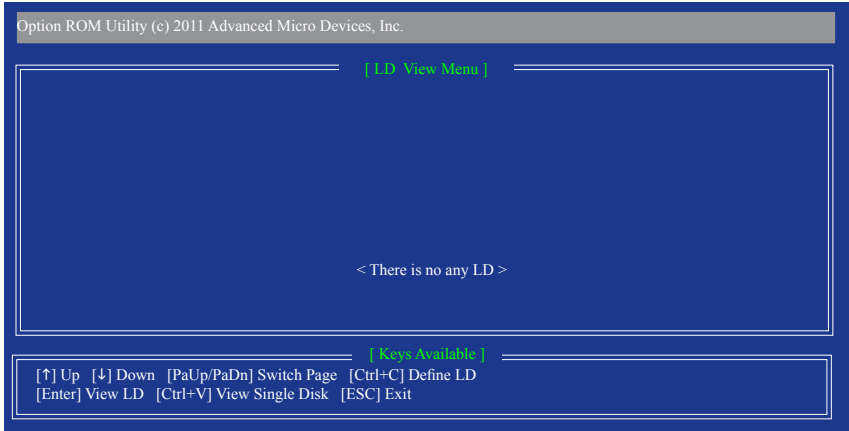 Option ROM Utility (c) 2011 Advanced Micro Devices, Inc.
[ LD View Menu ]
< There is no any LD >
[ Keys Available ]
[↑] Up [↓] Down [PaUp/PaDn] Switch Page [Ctrl+C] Define LD
[Enter] View LD [Ctrl+V] View Single Disk [ESC] Exit